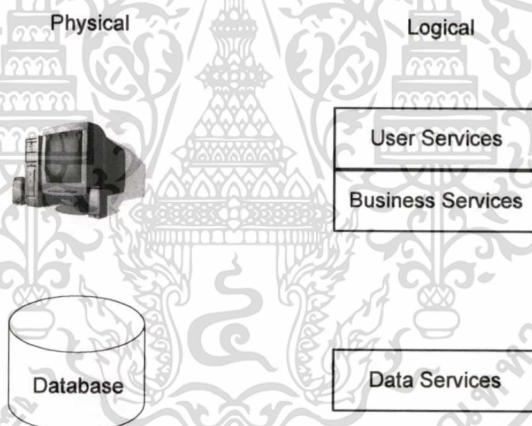 Physical
Logical
User Services
Business Services
Database
Data Services